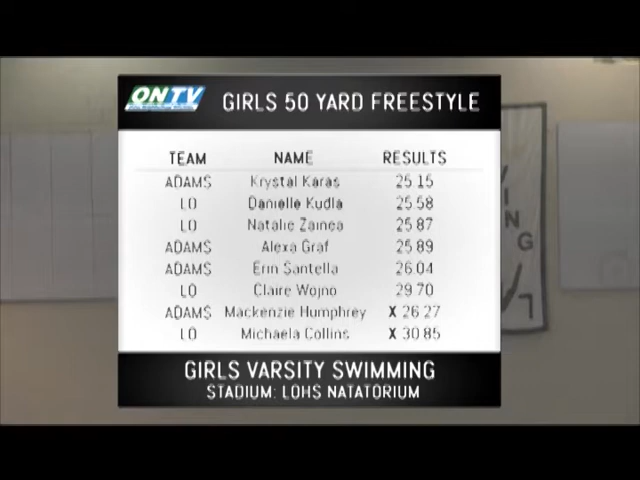 ONTV GIRLS 50 YARD FREESTYLE
TEAM NAME RESULTS
ADAMS Krystal Karas 25.15
LO Danielle Kudla 25.58
LO Natalie Zainea 25.87
ADAMS Alexa Graf 25.89
ADAMS Erin Santella 26.04
LO Claire Wojno 29.70
ADAMS Mackenzie Humphrey X 26.27
LO Michaela Collins X 30.85
GIRLS VARSITY SWIMMING
STADIUM: LOHS NATATORIUM